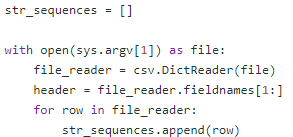 str_sequences = []
with open(sys.argv[1]) as file:
    file_reader = csv.DictReader(file)
    header = file_reader.fieldnames[1:]
    for row in file_reader:
        str_sequences.append(row)